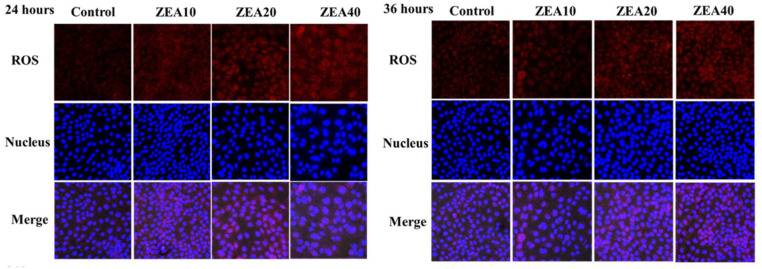 24 hours
Control ZEA10 ZEA20 ZEA40
ROS
Nucleus
Merge
36 hours
Control ZEA10 ZEA20 ZEA40
ROS
Nucleus
Merge